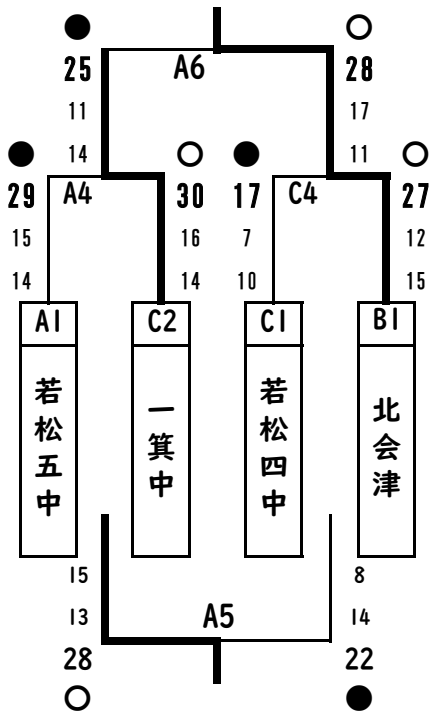 ● ○
25 A6 28
11 17
14 11
● ○ ● ○
29 A4 30 17 C4 27
15 16 7 12
14 14 10 15
A1 C2 C1 B1
若松五中
一箕中
若松四中
北会津
15 8
13 A5 14
28 22
○ ●